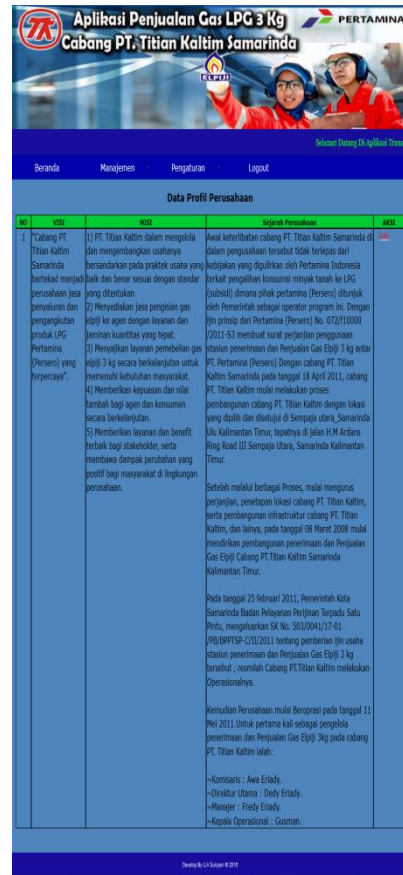 TK
Aplikasi Penjualan Gas LPG 3 Kg
Cabang PT. Titian Kaltim Samarinda
PERTAMINA
ELPIJI
Selamat Datang Di Aplikasi Trans
Beranda
Manajemen
Pengaturan
Logout
Data Profil Perusahaan
NO
VISI
MISI
Sejarah Perusahaan
AKSI
1
"Cabang PT.
Titian Kaltim
Samarinda
bertekad menjadi
perusahaan jasa
penyaluran dan
pengangkutan
produk LPG
Pertamina
(Persero) yang
terpercaya".
1) PT. Titian Kaltim dalam mengelola
dan mengembangkan usahanya
bersandarkan pada praktek usaha yang
baik dan benar sesuai dengan standar
yang ditentukan
2) Menyediakan jasa pengisian gas
elpiji ke agen dengan layanan dan
jaminan kuantitas yang tepat.
3) Menyajikan layanan pemebelian gas
elpiji 3 kg secara berkelanjutan untuk
memenuhi kebutuhan masyarakat.
4) Memberikan kepuasan dan nilai
tambah bagi agen dan konsumen
secara berkelanjutan.
5) Memberikan layanan dan benefit
terbaik bagi stakeholder, serta
membawa dampak perubahan yang
positif bagi masyarakat di lingkungan
perusahaan.
Awal keterlibatan cabang PT. Titian Kaltim Samarinda di
dalam pengusahaan tersebut tidak terlepas dari
kebijakan yang digulirkan oleh Pertamina Indonesia
terkait pengalihan konsumsi minyak tanah ke LPG
(subsidi) dimana pihak pertamina (Persero) ditunjuk
oleh Pemerintah sebagai operator program ini. Dengan
ijin prinsip dari Pertamina (Persero) No. 072/f10000
/2011-S3 membuat surat perjanjian penggunaan
stasiun penerimaan dan Penjualan Gas Elpiji 3 kg antar
PT. Pertamina (Persero) Dengan cabang PT. Titian
Kaltim Samarinda pada tanggal 18 April 2011, cabang
PT. Titian Kaltim mulai melakukan proses
pembangunan cabang PT. Titian Kaltim dengan lokasi
yang dipilih dan disetujui di Sempaja utara_Samarinda
Ulu Kalimantan Timur, tepatnya di jalan H.M Ardans
Ring Road III Sempaja Utara, Samarinda Kalimantan
Timur.
Setelah melalui berbagai Proses, mulai mengurus
perjanjian, penetapan lokasi cabang PT. Titian Kaltim,
serta pembangunan infrastruktur cabang PT. Titian
Kaltim, dan lainya, pada tanggal 08 Maret 2008 mulai
mendirikan pembangunan penerimaan dan Penjualan
Gas Elpiji Cabang PT.Titian Kaltim Samarinda
Kalimantan Timur.
Pada tanggal 25 februari 2011, Pemerintah Kota
Samarinda Badan Pelayanan Perijinan Terpadu Satu
Pintu, mengeluarkan SK No. 503/0041/17-01
/PB/BPPTSP-C/II/2011 tentang pemberian ijin usaha
stasiun penerimaan dan Penjualan Gas Elpiji 3 kg
tersebut , resmilah Cabang PT.Titian Kaltim melakukan
Operasionalnya.
Kemudian Perusahaan mulai Beroprasi pada tanggal 11
Mei 2011.Untuk pertama kali sebagai pengelola
penerimaan dan Penjualan Gas Elpiji 3kg pada cabang
PT. Titian Kaltim ialah:
~Komisaris : Awa Eriady.
~Direktur Utama : Dedy Eriady.
~Manajer : Fredy Eriady.
~Kepala Operasional : Gusman.
Develop By